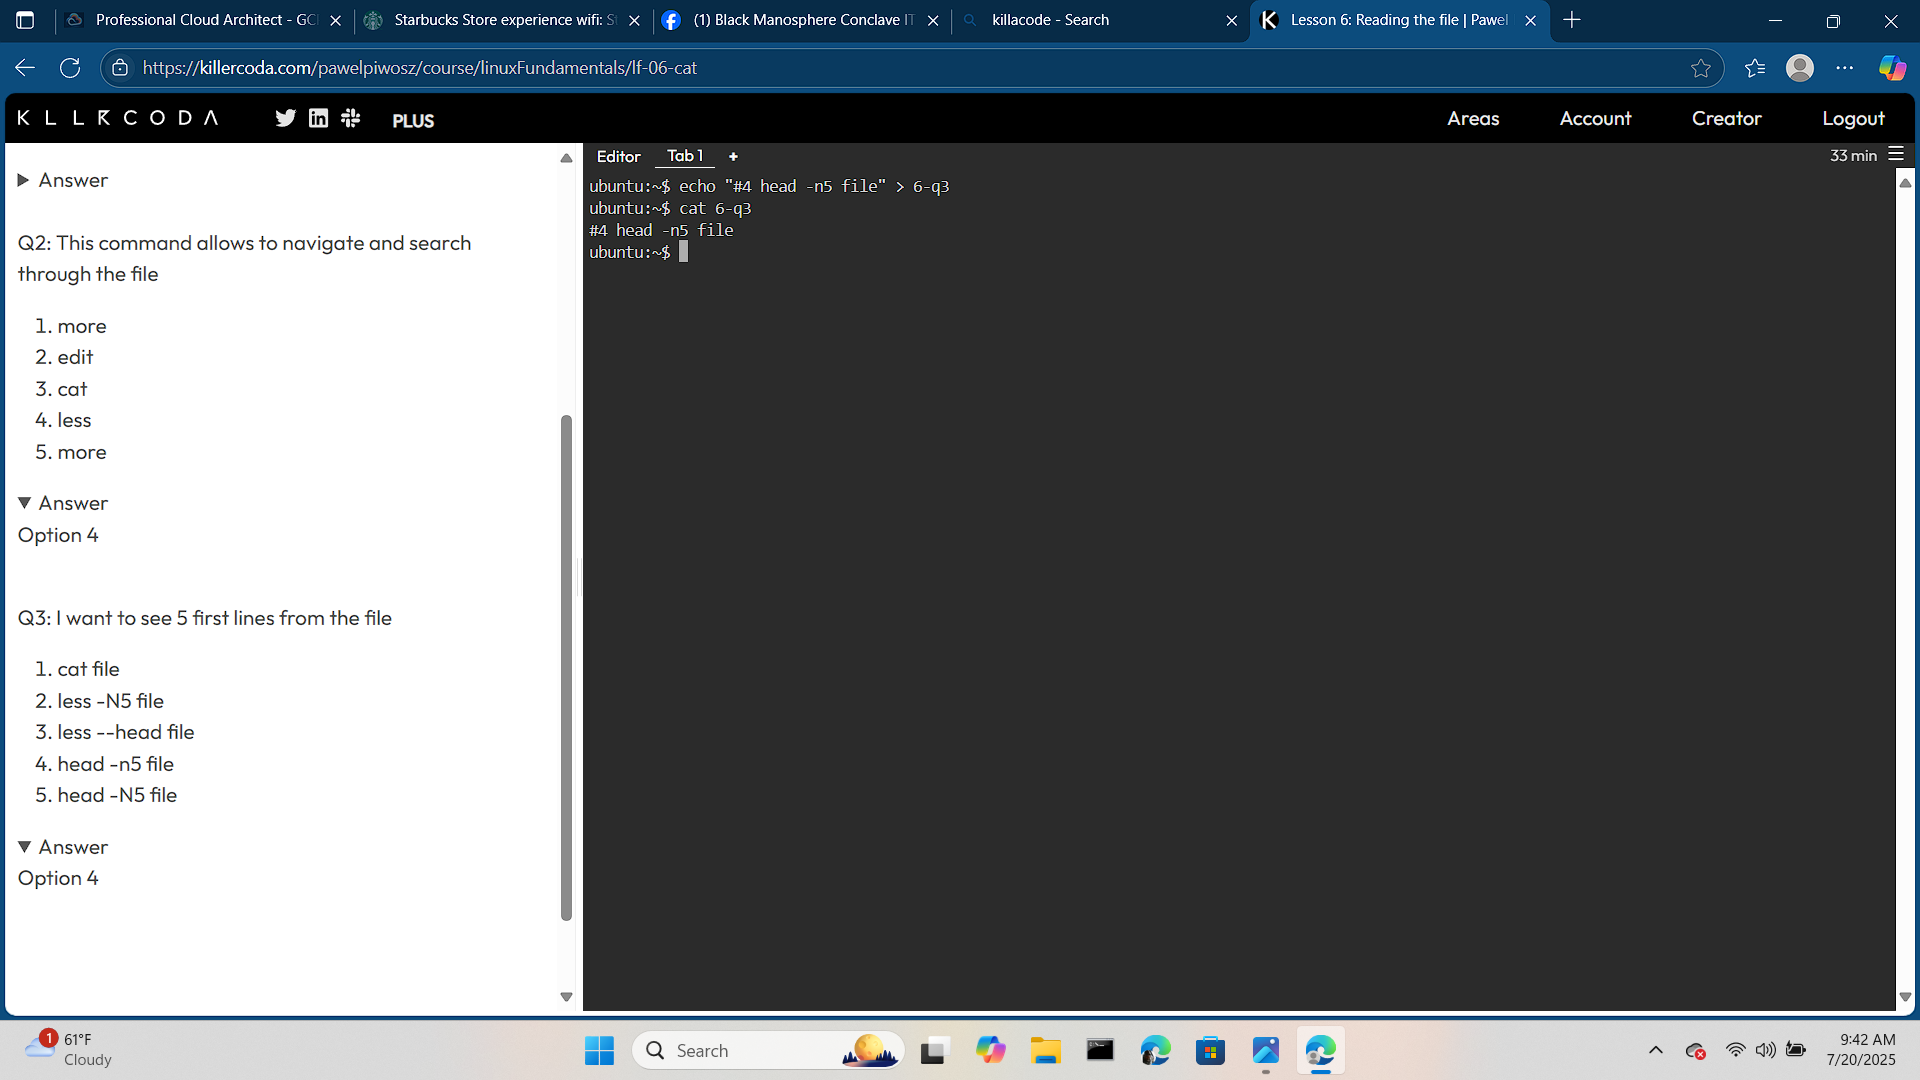 Professional Cloud Architect - GC
Starbucks Store experience wifi: S
(1) Black Manosphere Conclave IT
killacode - Search
Lesson 6: Reading the file | Pawel
https://killercoda.com/pawelpiwosz/course/linuxFundamentals/lf-06-cat
KLLRCODA
in
PLUS
Areas
Account
Creator
Logout
Answer
Q2: This command allows to navigate and search
through the file
1. more
2. edit
3. cat
4. less
5. more
Answer
Option 4
Q3: I want to see 5 first lines from the file
1. cat file
2. less -N5 file
3. less --head file
4. head -n5 file
5. head -N5 file
Answer
Option 4
Editor
Tab 1
+
33 min
ubuntu:~$ echo "#4 head -n5 file" > 6-q3
ubuntu:~$ cat 6-q3
#4 head -n5 file
ubuntu:~$
1
61°F
Cloudy
Search
9:42 AM
7/20/2025